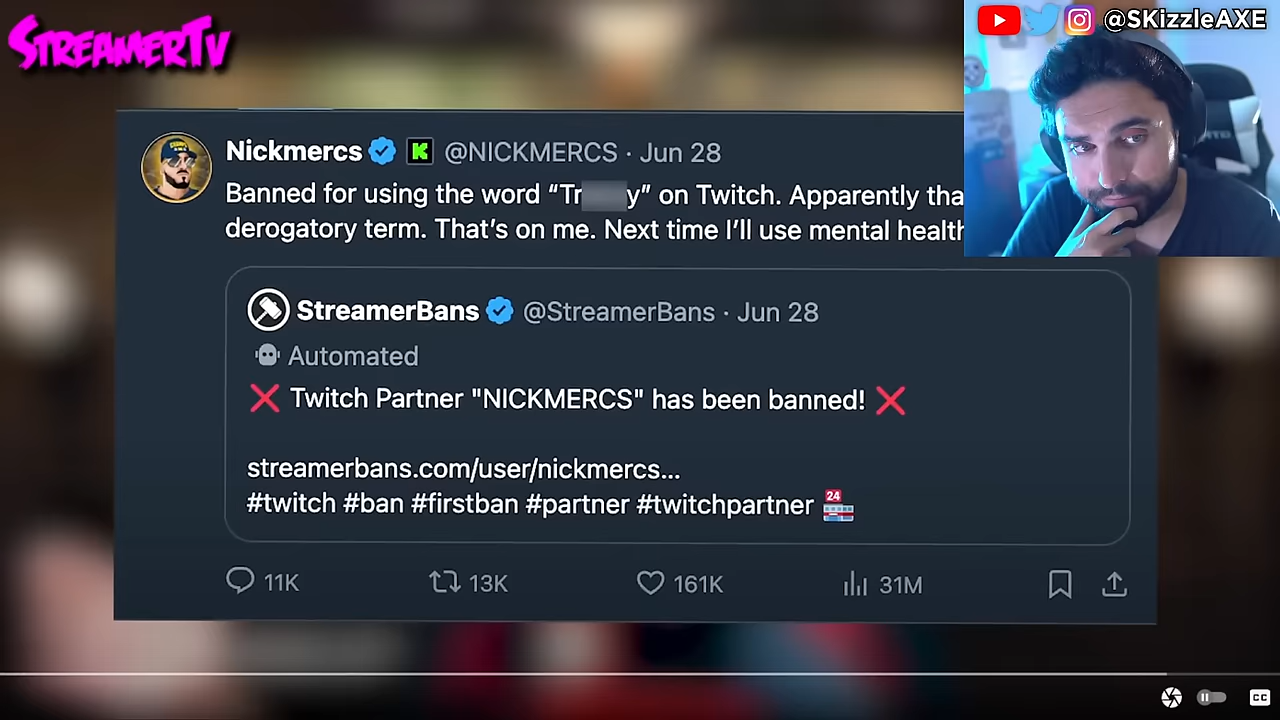 STREAMERTV
@SKizzleAXE
Nickmercs @NICKMERCS · Jun 28
Banned for using the word “Tr y” on Twitch. Apparently
derogatory term. That’s on me. Next time I’ll use mental health
StreamerBans @StreamerBans · Jun 28
Automated
❌ Twitch Partner "NICKMERCS" has been banned! ❌
streamerbans.com/user/nickmercs...
#twitch #ban #firstban #partner #twitchpartner 🏪
11K 13K 161K 31M
CC